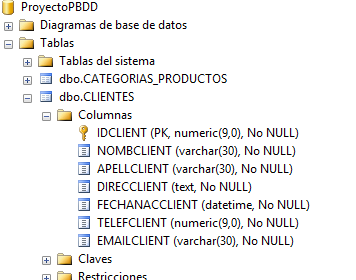 ProyectoPBDD
Diagramas de base de datos
Tablas
Tablas del sistema
dbo.CATEGORIAS_PRODUCTOS
dbo.CLIENTES
Columnas
IDCLIENT (PK, numeric(9,0), No NULL)
NOMBCLIENT (varchar(30), No NULL)
APELLCLIENT (varchar(30), No NULL)
DIRECCLIENT (text, No NULL)
FECHANACCLIENT (datetime, No NULL)
TELEFCLIENT (numeric(9,0), No NULL)
EMAILCLIENT (varchar(30), No NULL)
Claves
Restricciones